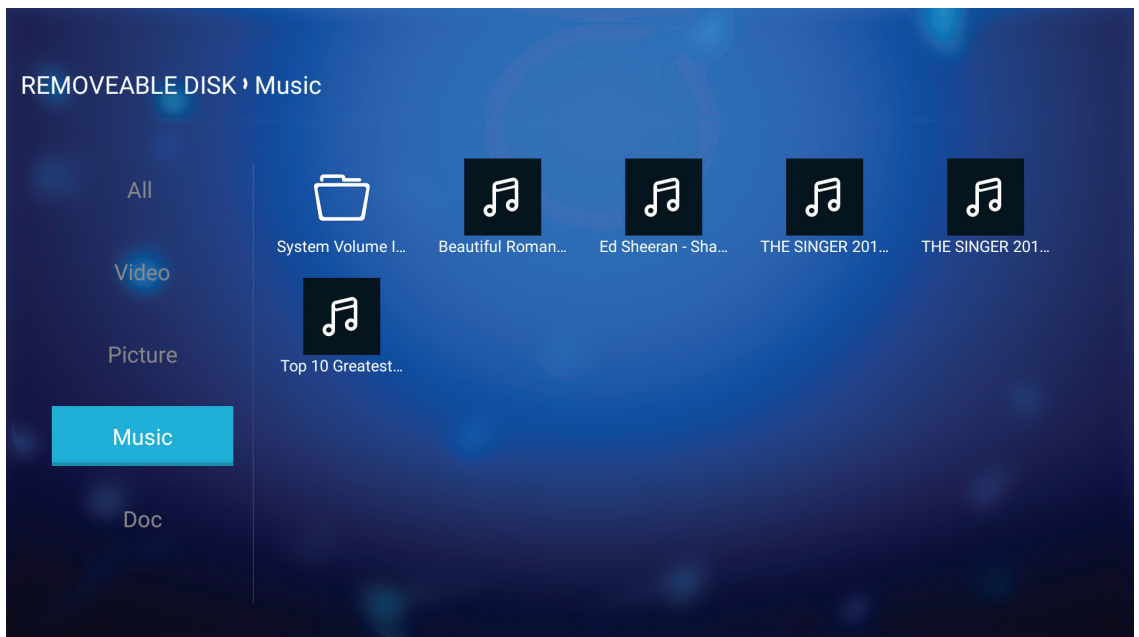 REMOVEABLE DISK Music
All
Video
Picture
Music
Doc
System Volume I... Beautiful Roman... Ed Sheeran - Sha... THE SINGER 201... THE SINGER 201...
Top 10 Greatest...